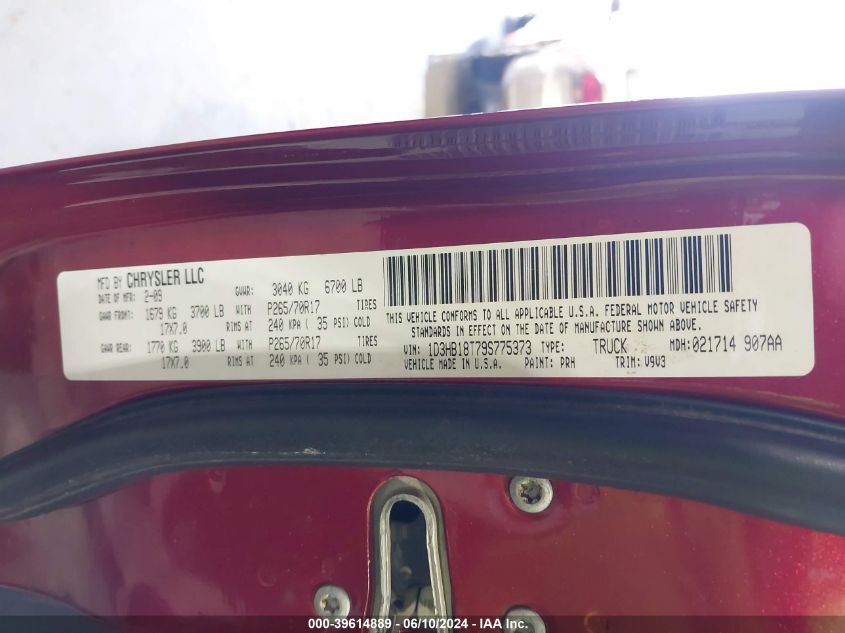 MFD BY CHRYSLER LLC
DATE OF MFR: 2-09 GVWR: 3040 KG 6700 LB
GAWR FRONT: 1679 KG 3700 LB WITH P265/70R17 TIRES
17X7.0 RIMS AT 240 KPA ( 35 PSI) COLD
GAWR REAR: 1770 KG 3900 LB WITH P265/70R17 TIRES
17X7.0 RIMS AT 240 KPA ( 35 PSI) COLD
THIS VEHICLE CONFORMS TO ALL APPLICABLE U.S.A. FEDERAL MOTOR VEHICLE SAFETY
STANDARDS IN EFFECT ON THE DATE OF MANUFACTURE SHOWN ABOVE.
VIN: 1D3HB18T79S775373 TYPE: TRUCK MDH: 021714 907AA
VEHICLE MADE IN U.S.A. PAINT: PRH TRIM: V9V3
000-39614889 - 06/10/2024 - IAA Inc.